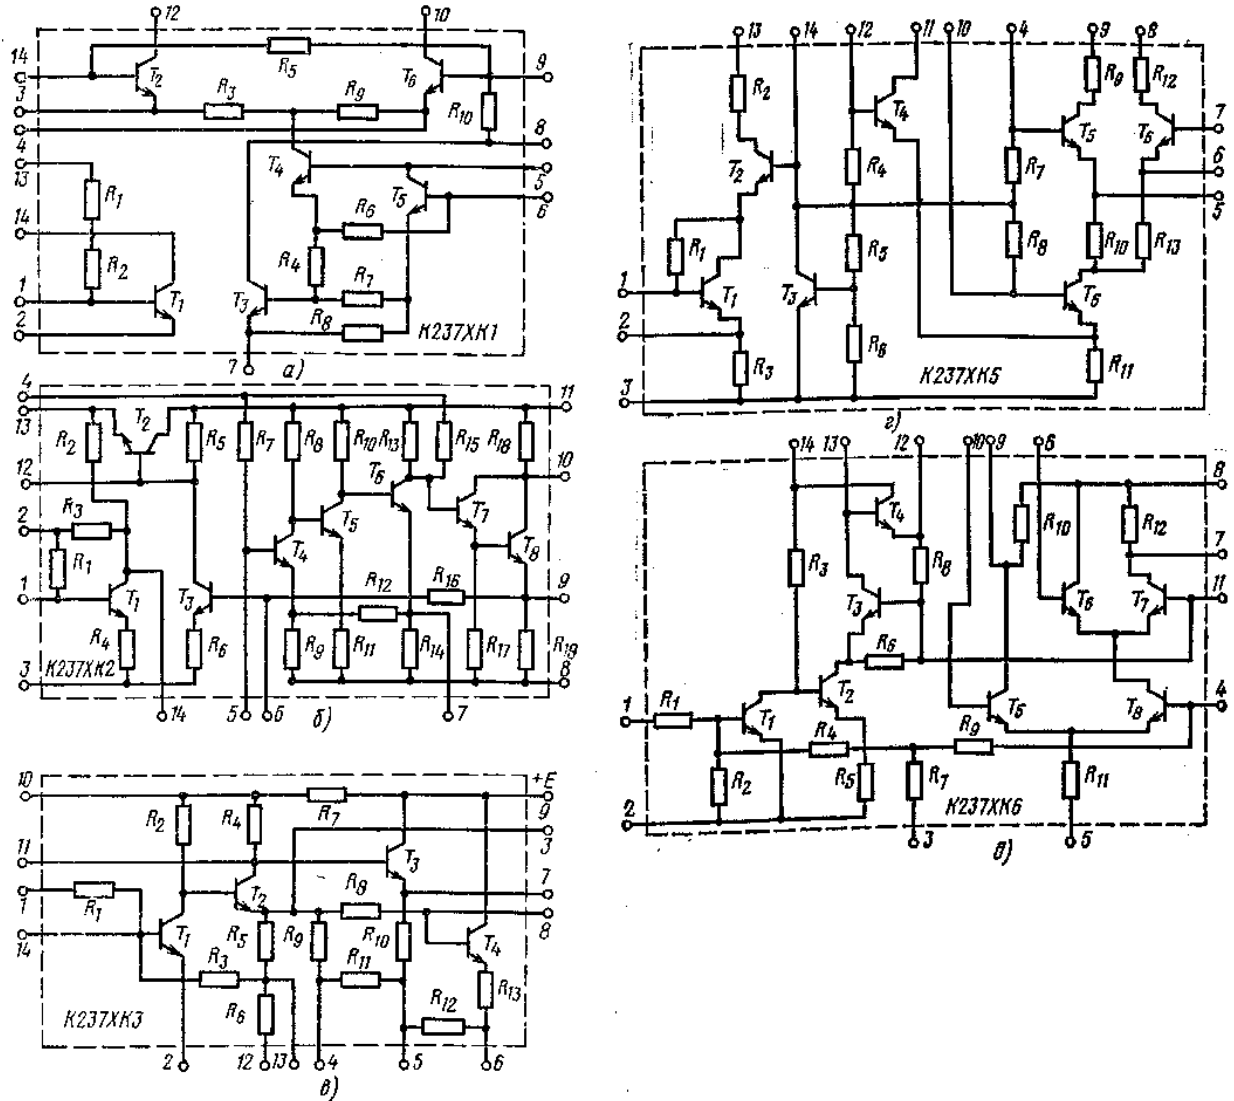 12 10
14 R5 9
T2 T6
3 R3 R9 R10
4 8
13 T4 5
T5
R1 R6 6
14 R4
R2 R7
1 T1 T3
2 R8
К237ХК1
7 а)
4 11
13 T2
R2 R5 R7 R8 R10 R13 R15 R18
12 10
T6
2 R3 T5 T7
R1 T4 T8
R12 R16
1 T1 T3 9
R4 R6 R9 R11 R14 R17 R19
3 К237ХК2 8
14 5 6 7
б)
10 +E
R2 R4 R7 9
11 3
T3
1 R1 T2 R8 7
14 T1 R5 R9 R10 8
T4
R3 R11 R13
R6 R12
К237ХК3
2 12 13 4 5 6
в)
13 14 12 11 10 4 9 8
R2 R9 R12
T4 T5 T6 7
T2 R4 R7 6
5
R1 R5 R8 R10 R13
1 T1 T3 T6
2
R3 R6 R11
3 К237ХК5
г)
14 13 12 10 9 6
8
T4 R10 R12
R3 R8 7
T3 T6 T7 11
R6
T2 T5 T8 4
1 R1 T1
R4 R9
R2 R5 R7 R11
2 К237ХК6
3 5
д)